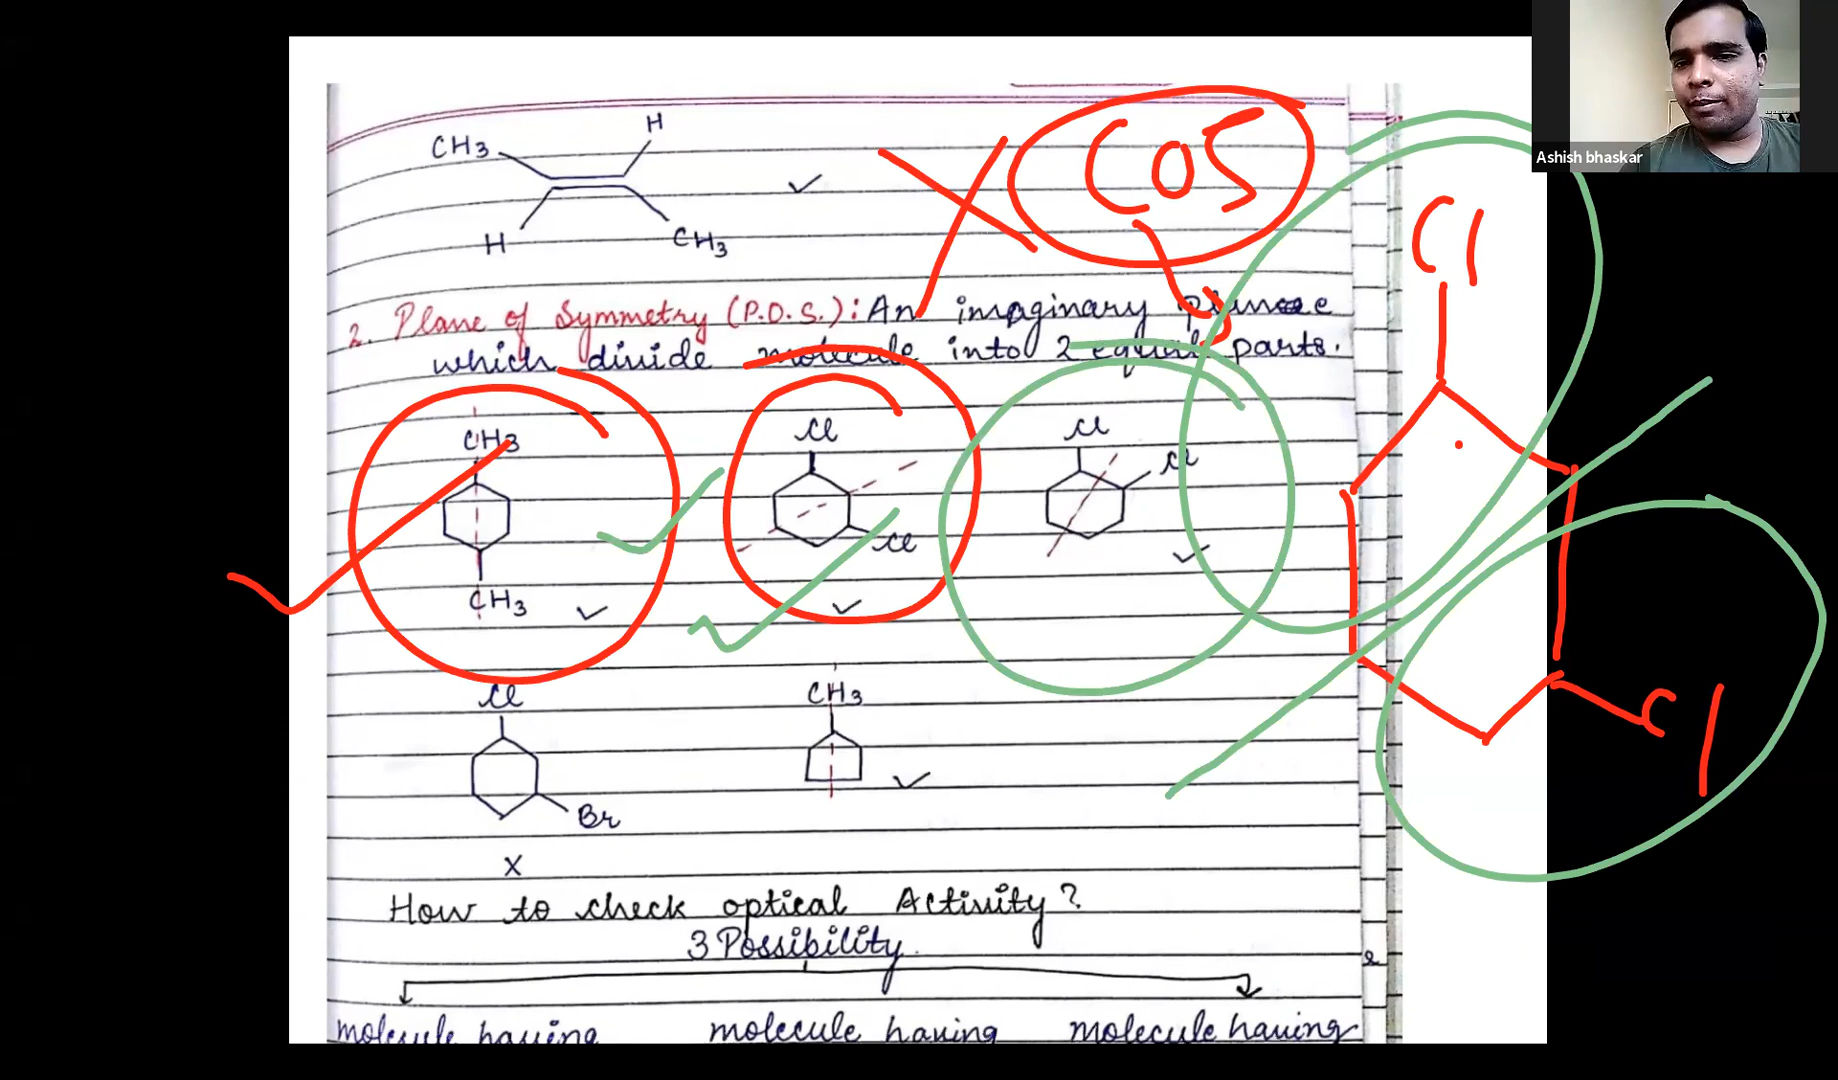 Ashish bhaskar
H
CH3
COS
H
CH3
Cl
2. Plane of Symmetry (P.O.S.): An imaginary
which divide molecule into 2 equal parts.
CH3
Cl
Cl
Cl
Cl
CH3
Cl
Cl
CH3
Br
X
How to check optical Activity?
3 Possibility.
molecule having molecule having molecule having